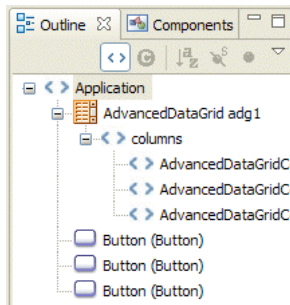 Outline Components
Application
AdvancedDataGrid adg1
columns
AdvancedDataGridC
AdvancedDataGridC
AdvancedDataGridC
Button (Button)
Button (Button)
Button (Button)